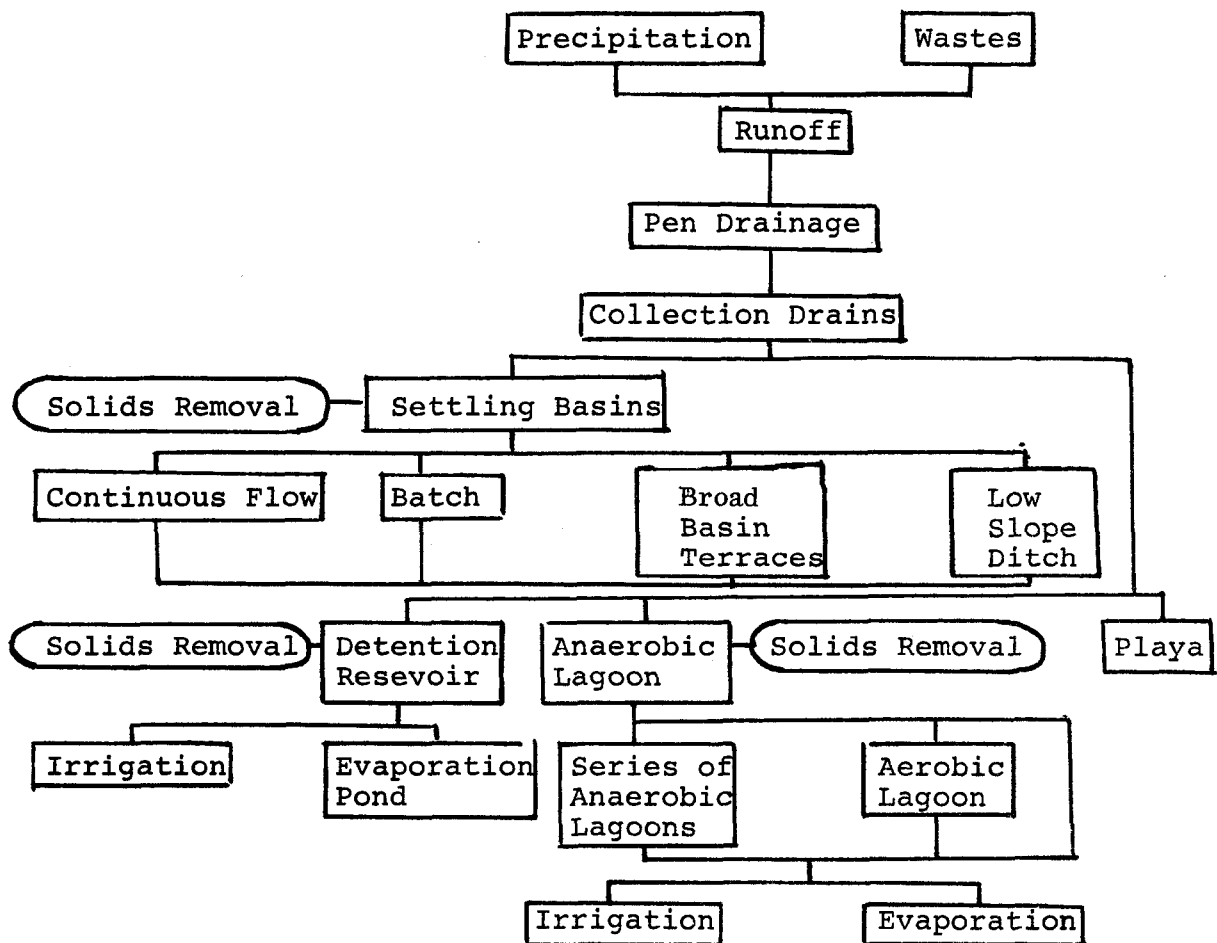 Precipitation
Wastes
Runoff
Pen Drainage
Collection Drains
Solids Removal
Settling Basins
Continuous Flow
Batch
Broad
Basin
Terraces
Low
Slope
Ditch
Solids Removal
Detention
Resevoir
Anaerobic
Lagoon
Solids Removal
Playa
Irrigation
Evaporation
Pond
Series of
Anaerobic
Lagoons
Aerobic
Lagoon
Irrigation
Evaporation